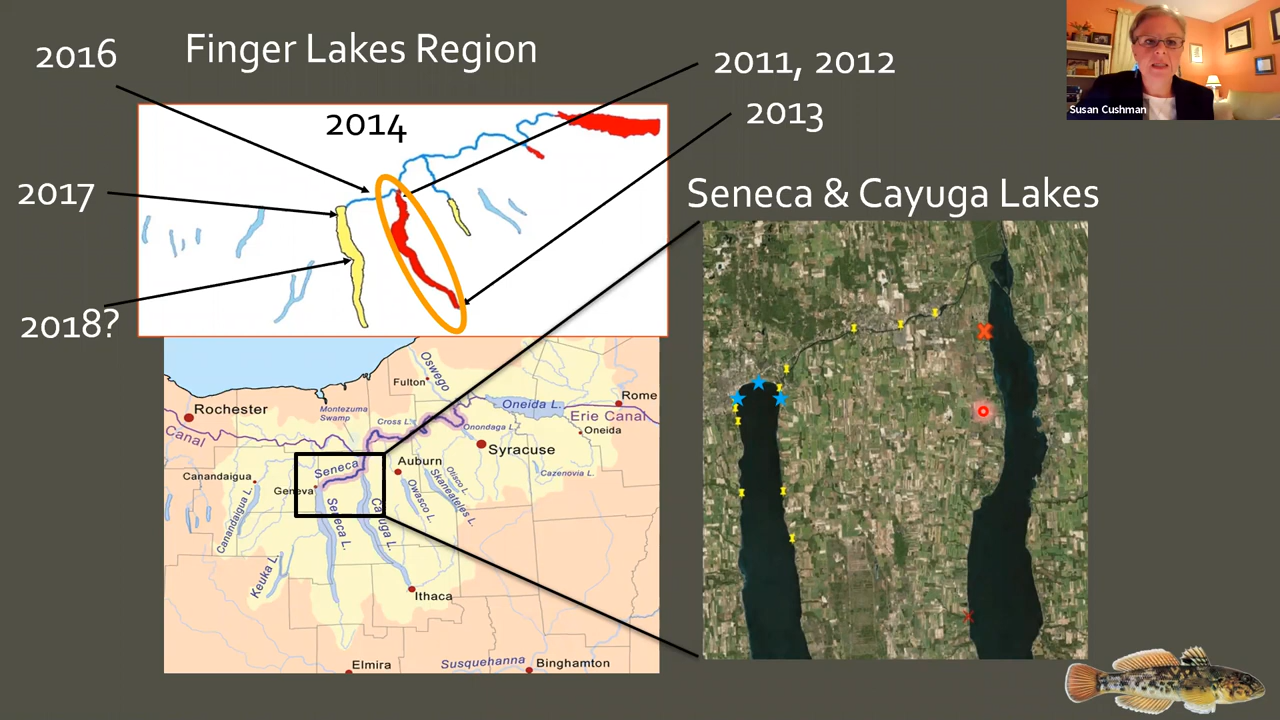 2016
Finger Lakes Region
2011, 2012
Susan Cushman
2014
2013
2017
Seneca & Cayuga Lakes
2018?
Oswego
Fulton
Rome
Rochester
Montezuma
Swamp
Oneida L.
Erie Canal
Cross L.
Canal
Onondaga L.
Oneida
Syracuse
Seneca
Auburn
Cazenovia L.
Canandaigua
Geneva
Otisco L.
Skaneateles L.
Owasco L.
Canandaigua L.
Seneca L.
Cayuga L.
Keuka L.
Ithaca
Elmira
Susquehanna
Binghamton